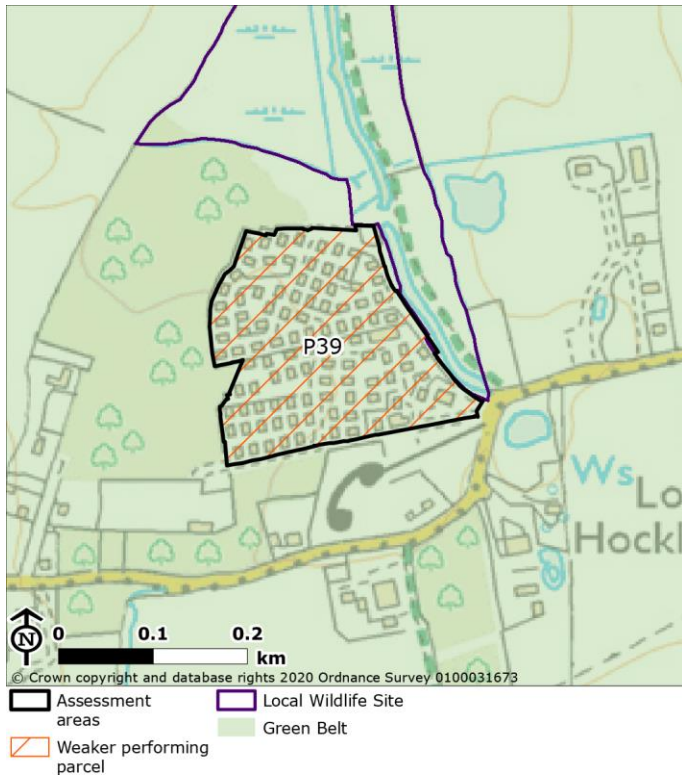 P39
Ws
Lo
Hockl
N
0 0.1 0.2
km
© Crown copyright and database rights 2020 Ordnance Survey 0100031673
Assessment areas
Local Wildlife Site
Green Belt
Weaker performing parcel